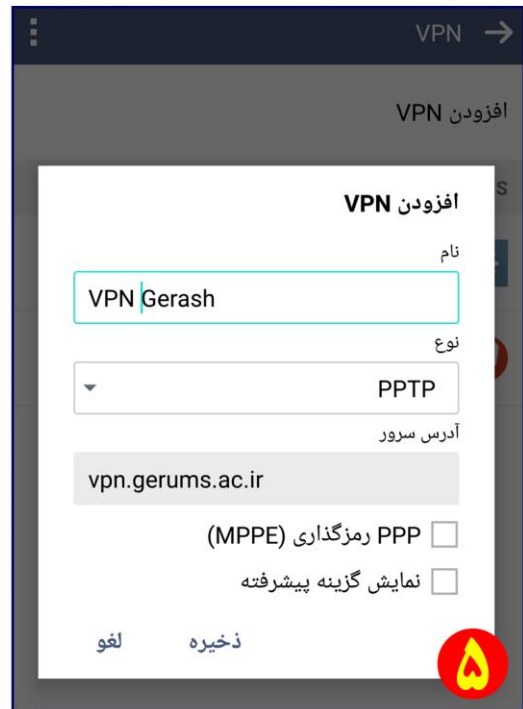 VPN
افزودن VPN
S
افزودن VPN
نام
VPN Gerash
نوع
PPTP
آدرس سرور
vpn.gerums.ac.ir
PPP رمزگذاری (MPPE)
نمایش گزینه پیشرفته
ذخیره لغو
۵